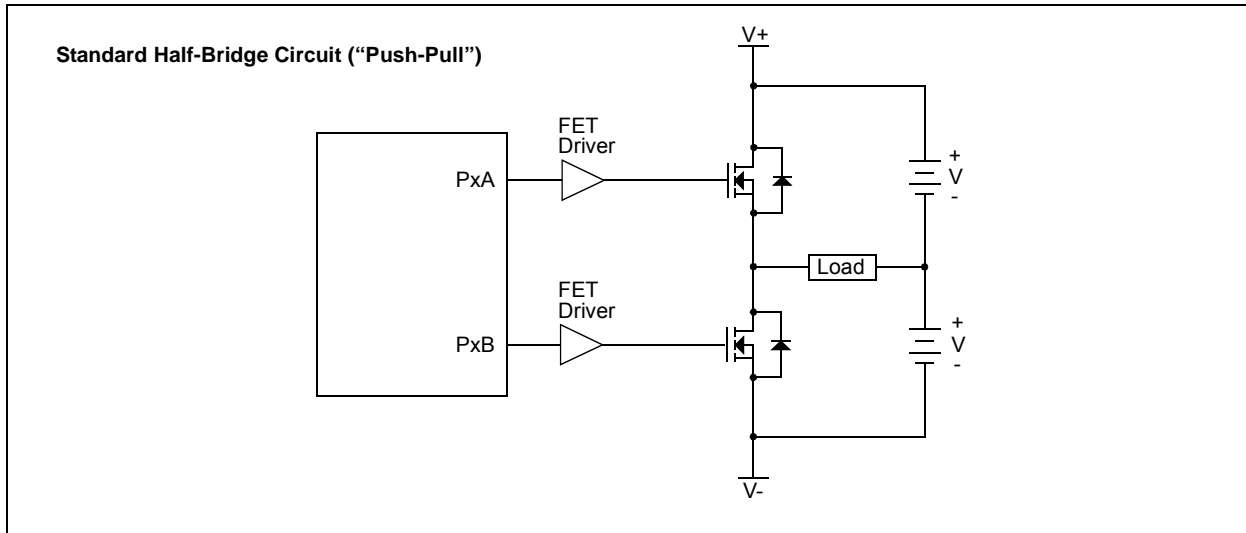 Standard Half-Bridge Circuit (“Push-Pull”)
V+
FET
Driver
PxA
+
V
-
Load
FET
Driver
PxB
+
V
-
V-